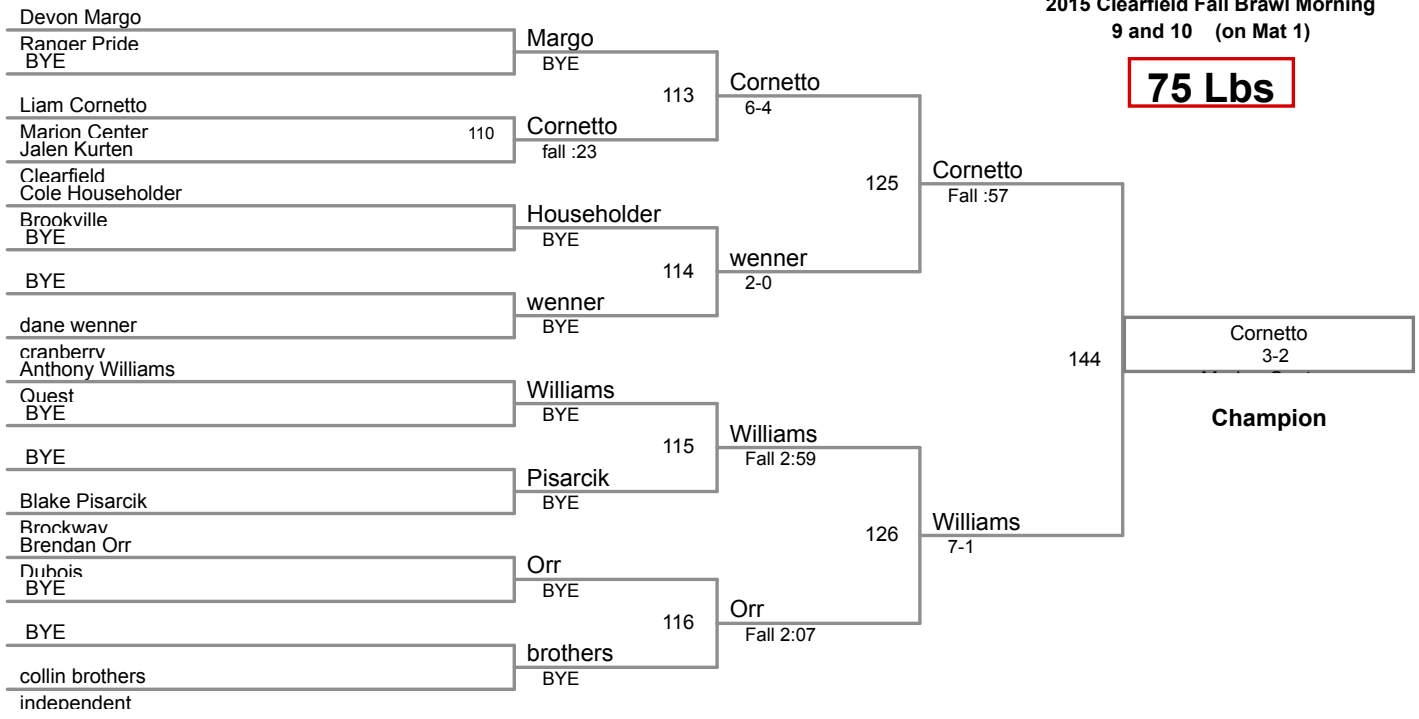 2015 Clearfield Fall Brawl Morning
9 and 10 (on Mat 1)
75 Lbs
Devon Margo
Ranger Pride
BYE
Liam Cornetto
Marion Center
Jalen Kurten
Clearfield
Cole Householder
Brookville
BYE
BYE
dane wenner
cranberry
Anthony Williams
Quest
BYE
BYE
Blake Pisarcik
Brockway
Brendan Orr
Dubois
BYE
BYE
collin brothers
independent
110
Margo
BYE
Cornetto
fall :23
Householder
BYE
wenner
BYE
Williams
BYE
Pisarcik
BYE
Orr
BYE
brothers
BYE
113
114
115
116
Cornetto
6-4
wenner
2-0
Williams
Fall 2:59
Orr
Fall 2:07
125
126
Cornetto
Fall :57
Williams
7-1
144
Cornetto
3-2
Champion